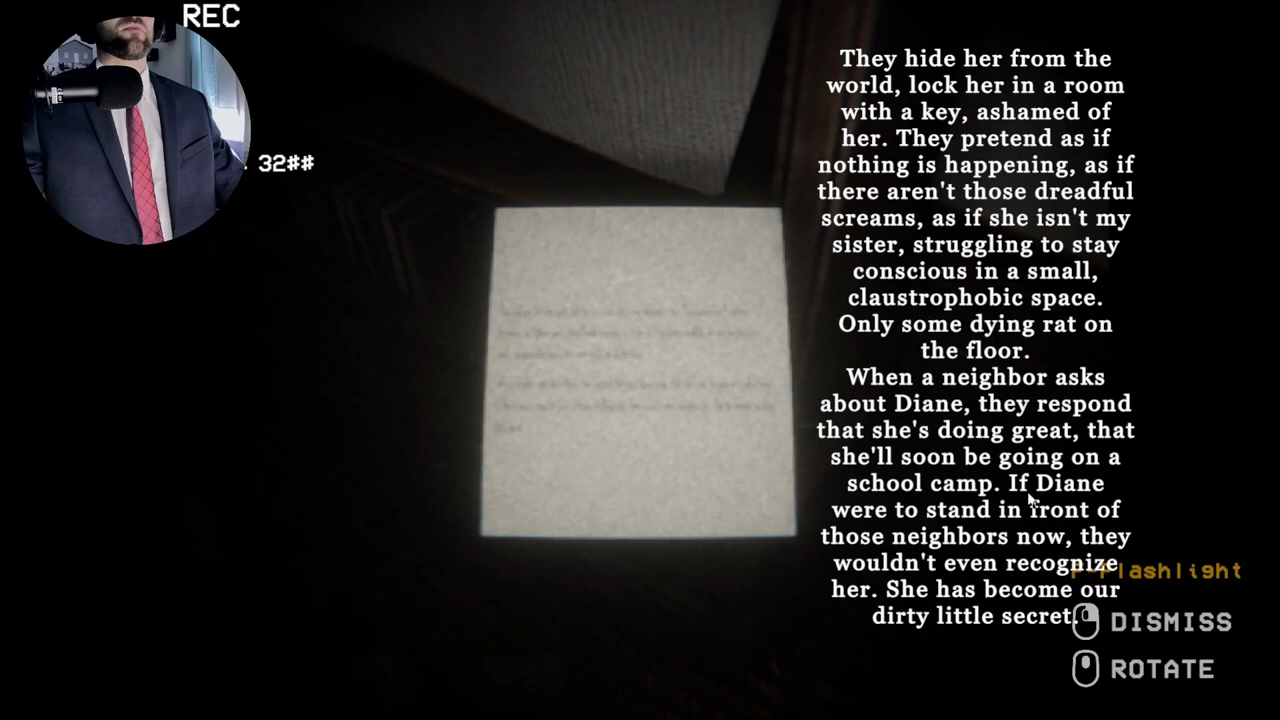 REC
32##
They hide her from the
world, lock her in a room
with a key, ashamed of
her. They pretend as if
nothing is happening, as if
there aren't those dreadful
screams, as if she isn't my
sister, struggling to stay
conscious in a small,
claustrophobic space.
Only some dying rat on
the floor.
When a neighbor asks
about Diane, they respond
that she's doing great, that
she'll soon be going on a
school camp. If Diane
were to stand in front of
those neighbors now, they
wouldn't even recognize
her. She has become our
dirty little secret.
flashlight
DISMISS
ROTATE